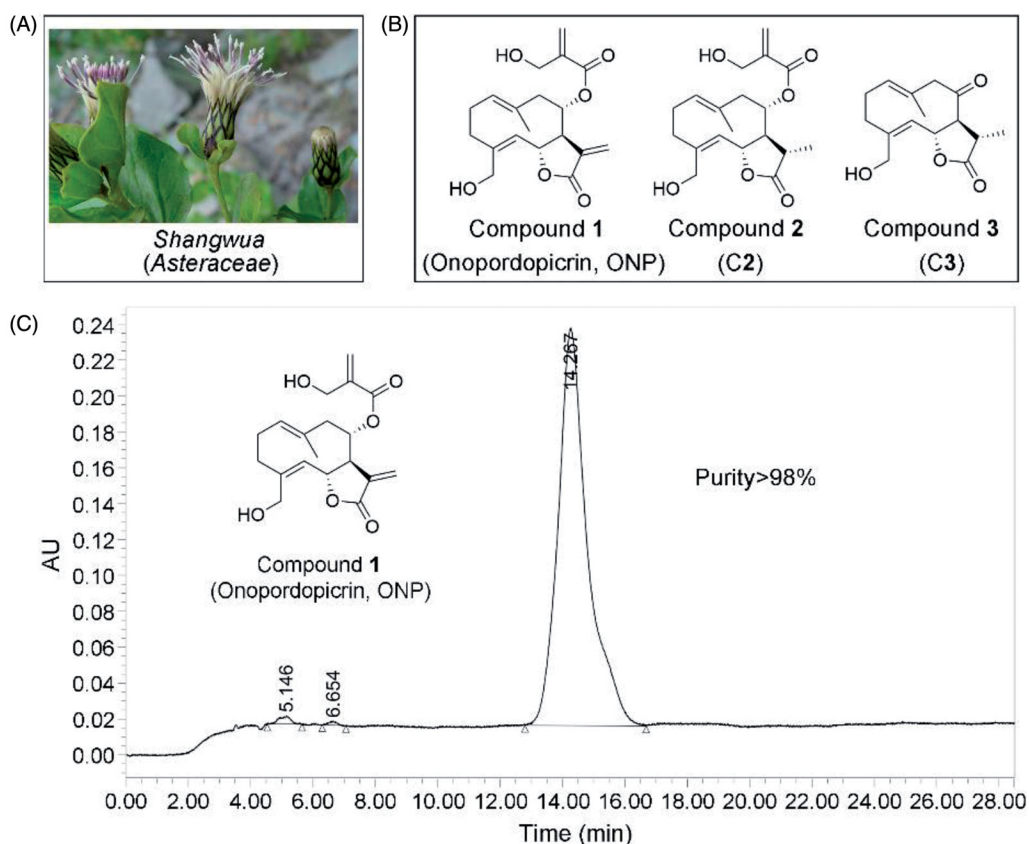 (A)
Shangwua
(Asteraceae)
(B)
HO
O
O
HO
O
O
Compound 1
(Onopordopicrin, ONP)
HO
O
O
HO
O
O
Compound 2
(C2)
O
HO
O
O
Compound 3
(C3)
(C)
0.24
0.22
0.20
0.18
0.16
0.14
0.12
0.10
0.08
0.06
0.04
0.02
0.00
AU
HO
O
O
HO
O
O
Compound 1
(Onopordopicrin, ONP)
5.146
6.654
14.267
Purity>98%
0.00 2.00 4.00 6.00 8.00 10.00 12.00 14.00 16.00 18.00 20.00 22.00 24.00 26.00 28.00
Time (min)